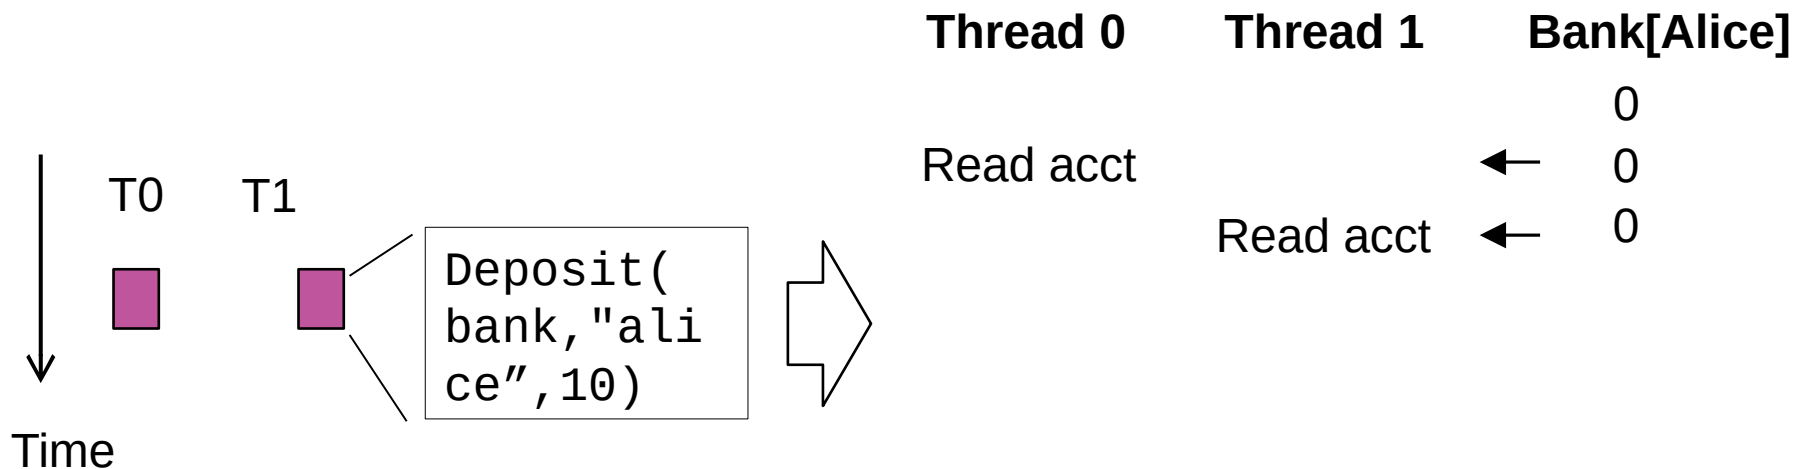 Thread 0 Thread 1 Bank[Alice]
0
Read acct 0
T0 T1
Read acct 0
Deposit(
bank,"ali
ce”,10)
Time